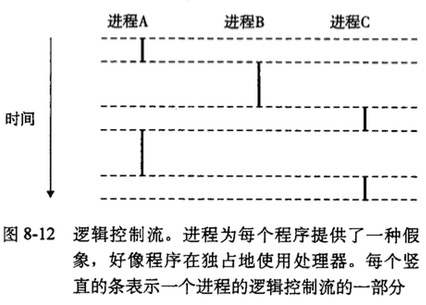 进程A 进程B 进程C
时间
图 8-12 逻辑控制流。进程为每个程序提供了一种假
象，好像程序在独占地使用处理器。每个竖
直的条表示一个进程的逻辑控制流的一部分